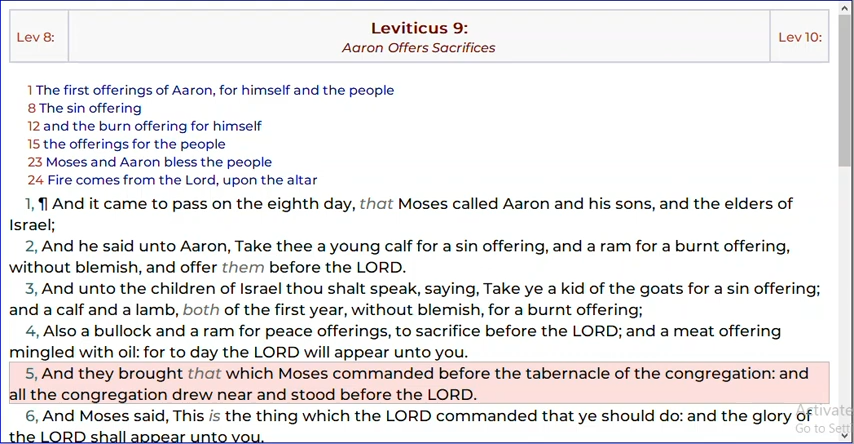 Lev 8:
Leviticus 9:
Aaron Offers Sacrifices
Lev 10:
1 The first offerings of Aaron, for himself and the people
8 The sin offering
12 and the burn offering for himself
15 the offerings for the people
23 Moses and Aaron bless the people
24 Fire comes from the Lord, upon the altar
1, ¶ And it came to pass on the eighth day, that Moses called Aaron and his sons, and the elders of
Israel;
2, And he said unto Aaron, Take thee a young calf for a sin offering, and a ram for a burnt offering,
without blemish, and offer them before the LORD.
3, And unto the children of Israel thou shalt speak, saying, Take ye a kid of the goats for a sin offering;
and a calf and a lamb, both of the first year, without blemish, for a burnt offering;
4, Also a bullock and a ram for peace offerings, to sacrifice before the LORD; and a meat offering
mingled with oil: for to day the LORD will appear unto you.
5, And they brought that which Moses commanded before the tabernacle of the congregation: and
all the congregation drew near and stood before the LORD.
6, And Moses said, This is the thing which the LORD commanded that ye should do: and the glory of
the LORD shall appear unto you.
Activate
Go to Sett